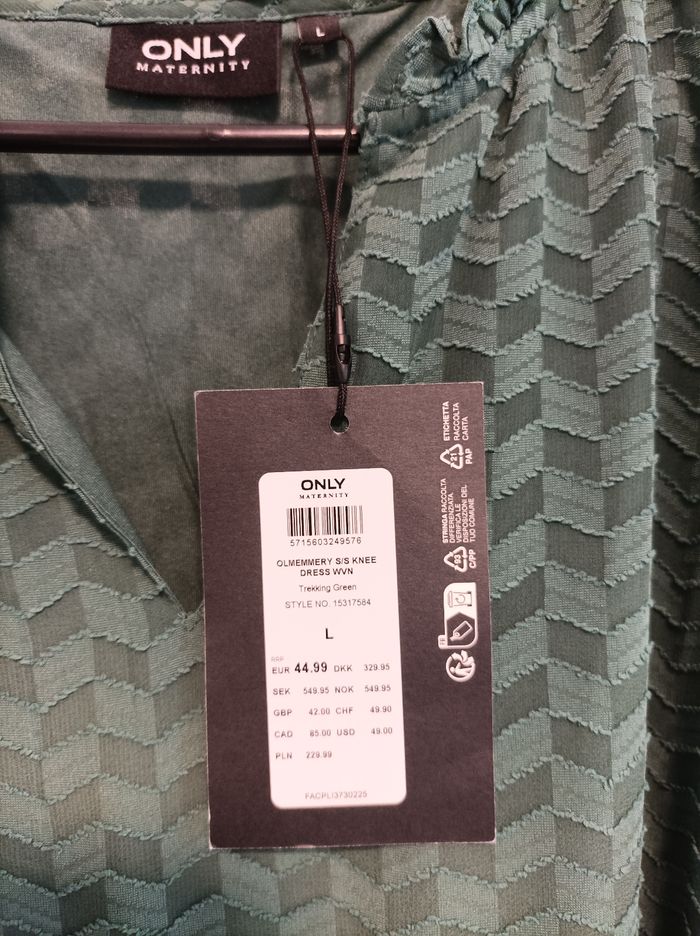 ONLY
MATERNITY
L
ONLY
MATERNITY
5715603249576
OLMEMMERY S/S KNEE
DRESS WVN
Trekking Green
STYLE NO. 15317584
L
RRP
EUR 44.99 DKK 329.95
SEK 549.95 NOK 549.95
GBP 42.00 CHF 49.90
CAD 85.00 USD 49.00
PLN 229.99
FACPLI3730225
21
PAP
ETICHETTA
RACCOLTA
CARTA
93
C/PP
STRINGA RACCOLTA
DIFFERENZIATA.
VERIFICA LE
DISPOSIZIONI DEL
TUO COMUNE
FR